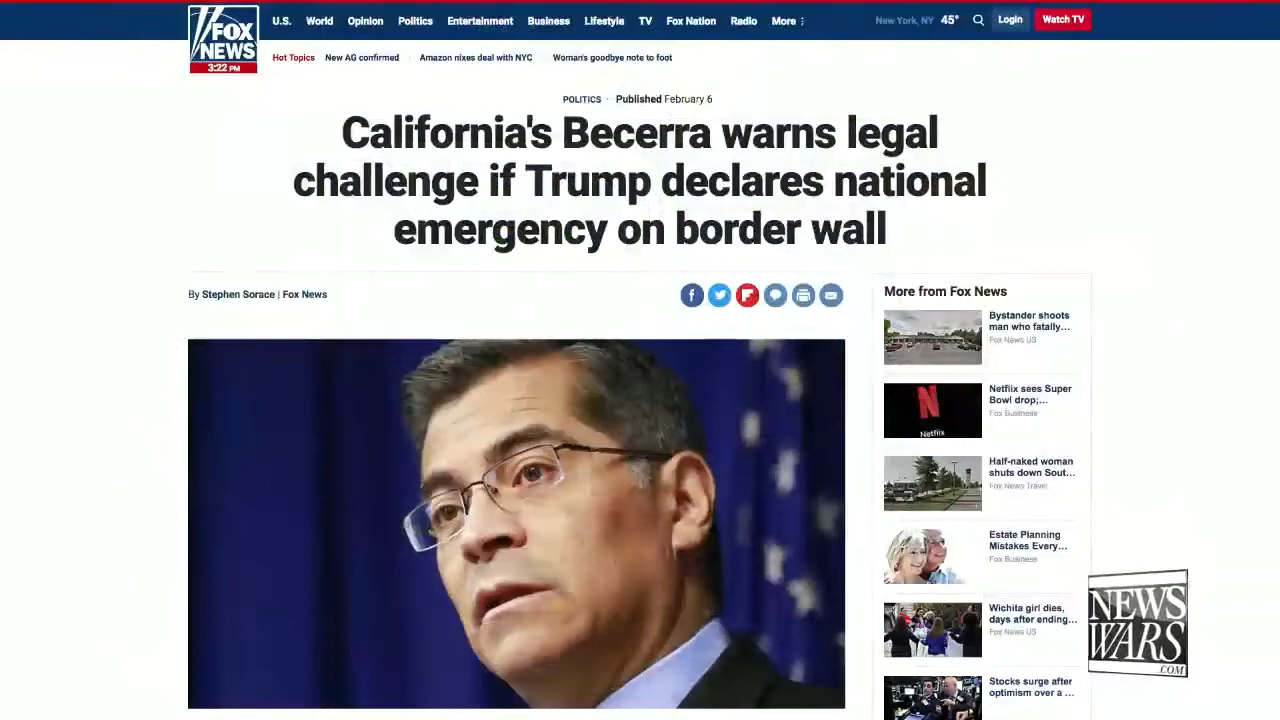 FOX
NEWS
3:22 PM
U.S. World Opinion Politics Entertainment Business Lifestyle TV Fox Nation Radio More
New York, NY 45° Login Watch TV
Hot Topics New AG confirmed Amazon nixes deal with NYC Woman's goodbye note to foot
POLITICS · Published February 6
California's Becerra warns legal
challenge if Trump declares national
emergency on border wall
By Stephen Sorace | Fox News
More from Fox News
Bystander shoots
man who fatally...
Fox News US
Netflix
Netflix sees Super
Bowl drop;...
Fox Business
Half-naked woman
shuts down Sout...
Fox News Travel
Estate Planning
Mistakes Every...
Fox Business
Wichita girl dies,
days after ending...
Fox News US
Stocks surge after
optimism over a ...
NEWS
WARS
.COM